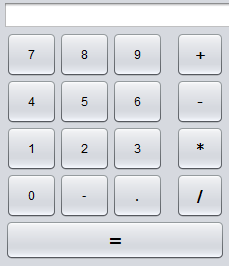 7 8 9 +
4 5 6 -
1 2 3 *
0 - . /
=